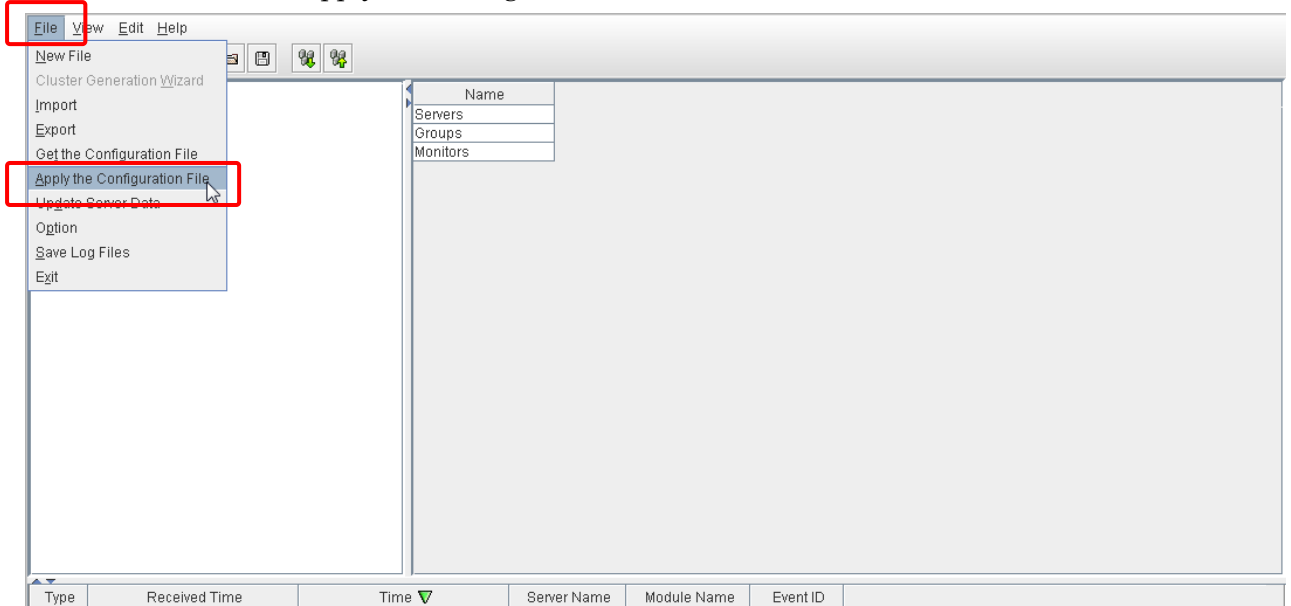 File View Edit Help
New File
Cluster Generation Wizard
Import
Export
Get the Configuration File
Apply the Configuration File
Update Server Data
Option
Save Log Files
Exit
Name
Servers
Groups
Monitors
Type Received Time Time Server Name Module Name Event ID